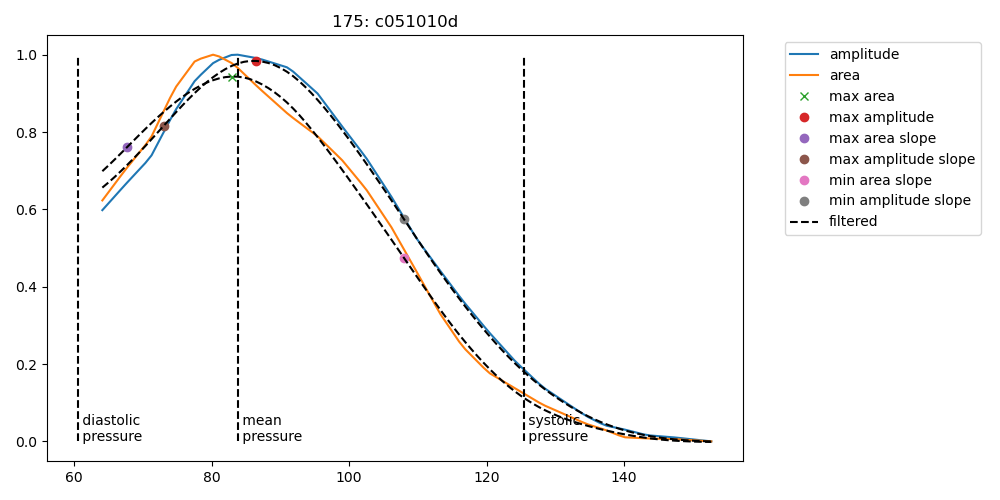 175: c051010d
1.0
0.8
0.6
0.4
0.2
0.0
60
80
100
120
140
diastolic
pressure
mean
pressure
systolic
pressure
amplitude
area
max area
max amplitude
max area slope
max amplitude slope
min area slope
min amplitude slope
filtered